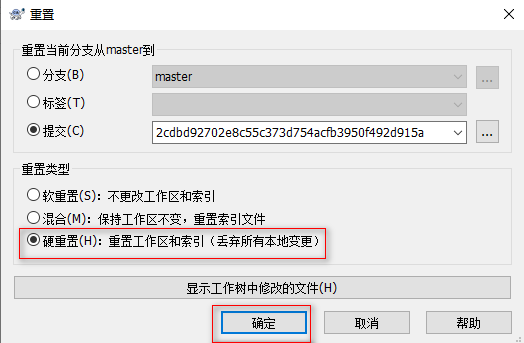 重置
重置当前分支从master到
分支(B)
master
...
标签(T)
提交(C)
2cdbd92702e8c55c373d754acfb3950f492d915a
...
重置类型
软重置(S): 不更改工作区和索引
混合(M): 保持工作区不变，重置索引文件
硬重置(H): 重置工作区和索引（丢弃所有本地变更）
显示工作树中修改的文件(H)
确定
取消
帮助